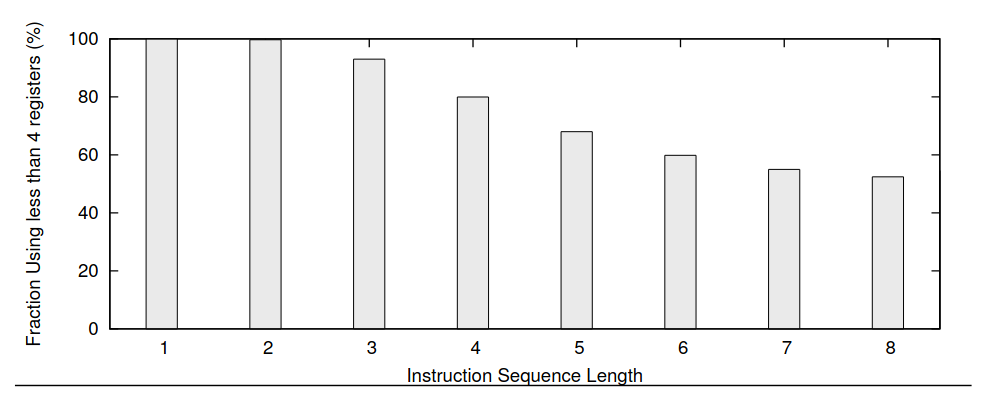 Fraction Using less than 4 registers (%)
100
80
60
40
20
0
1 2 3 4 5 6 7 8
Instruction Sequence Length